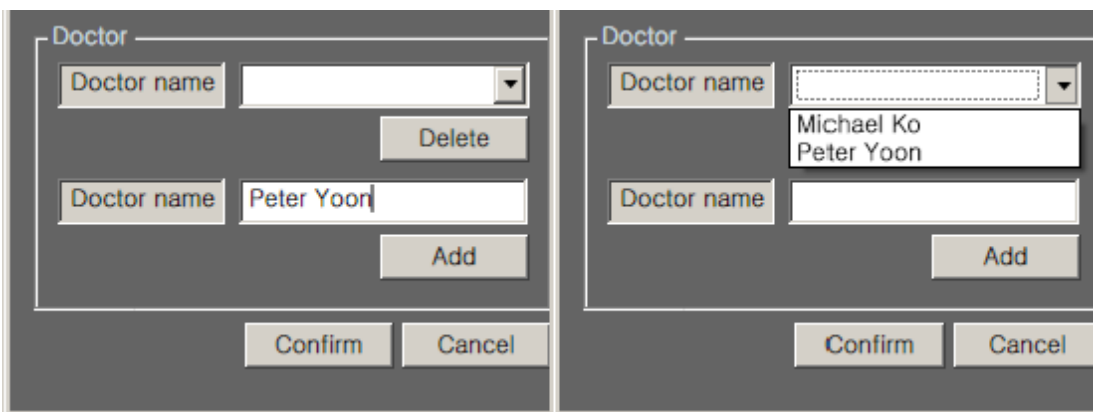 Doctor
Doctor name
Delete
Doctor name Peter Yoon
Add
Confirm Cancel
Doctor
Doctor name
Michael Ko
Peter Yoon
Doctor name
Add
Confirm Cancel